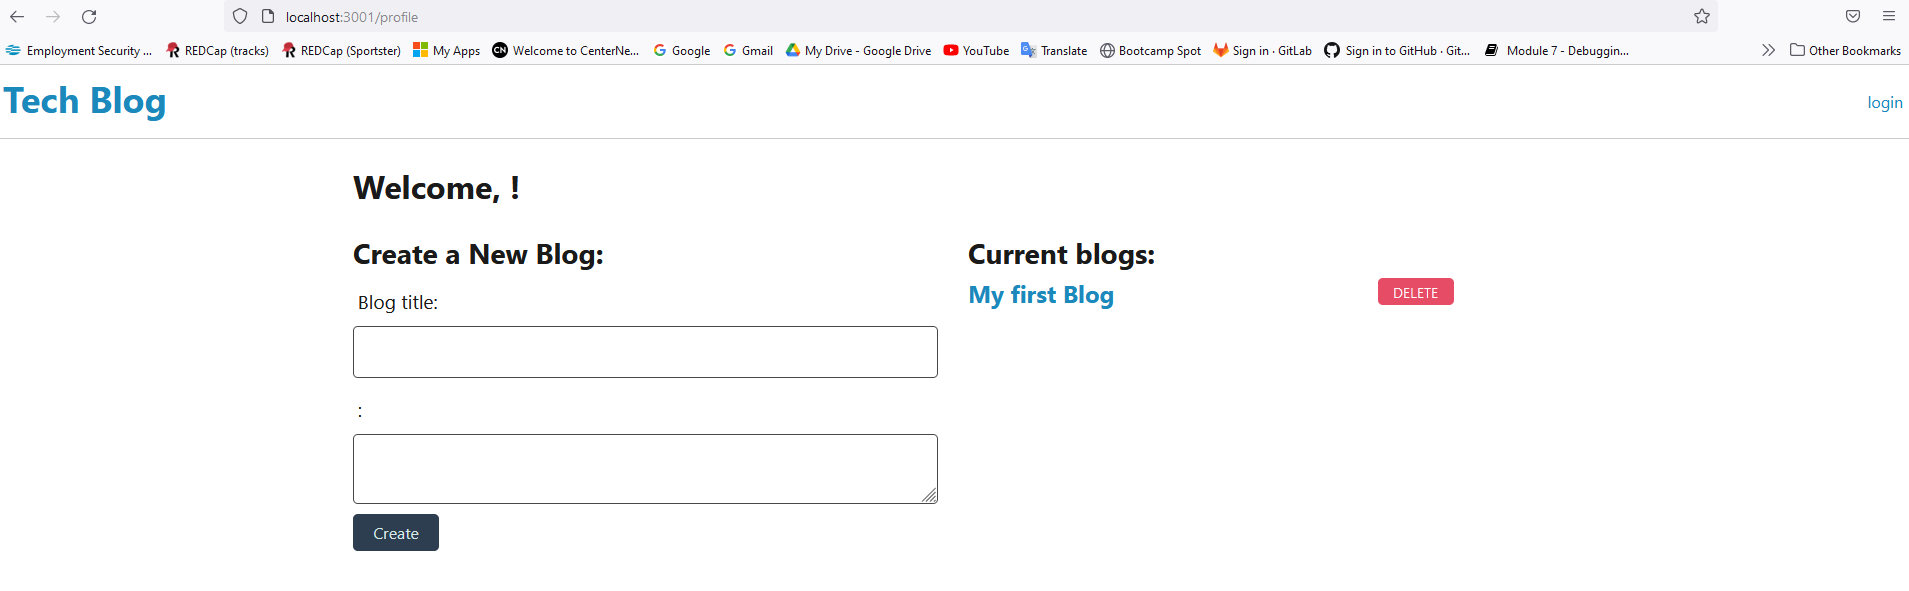 localhost:3001/profile
Employment Security ... REDCap (tracks) REDCap (Sportster) My Apps CN Welcome to CenterNe... Google Gmail My Drive - Google Drive YouTube Translate Bootcamp Spot Sign in · GitLab Sign in to GitHub · Git... Module 7 - Debuggin... Other Bookmarks
Tech Blog login
Welcome, !
Create a New Blog:
Blog title:
:
Create
Current blogs:
My first Blog DELETE